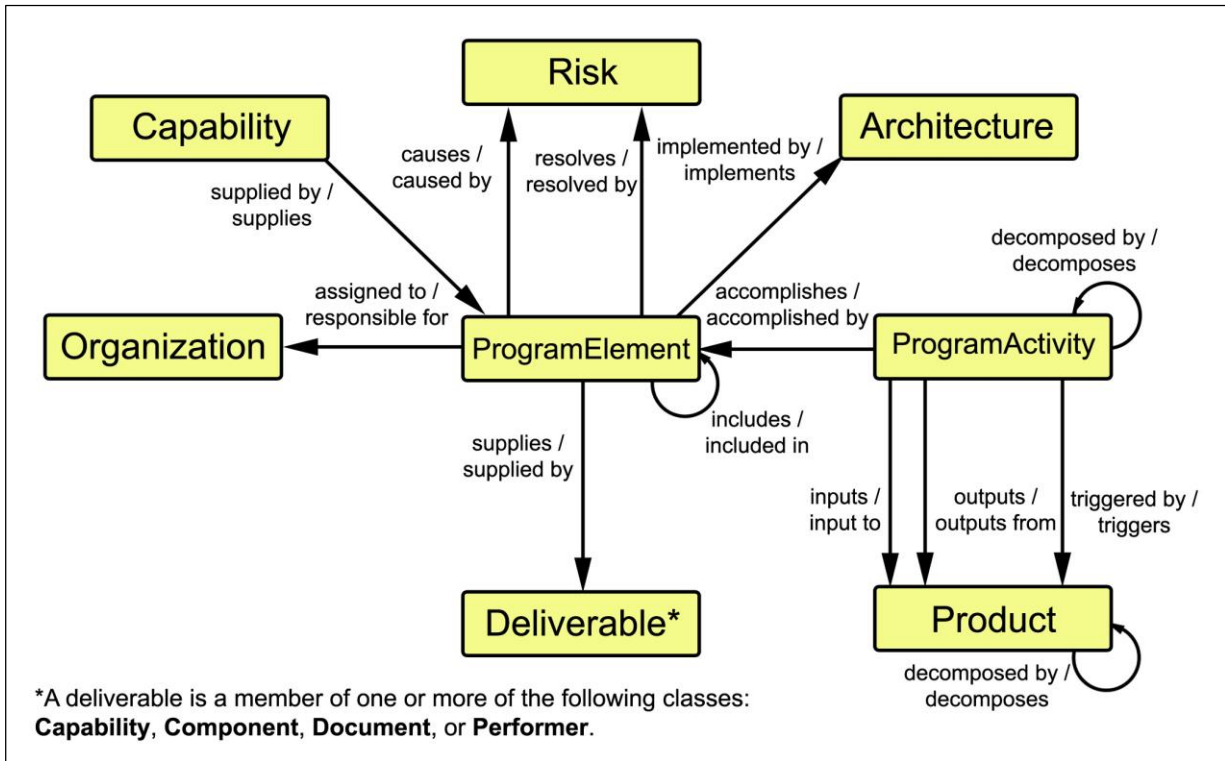 Risk
Capability
Architecture
causes /
caused by
resolves /
resolved by
implemented by /
implements
supplied by /
supplies
decomposed by /
decomposes
assigned to /
responsible for
accomplishes /
accomplished by
Organization
ProgramElement
ProgramActivity
includes /
included in
supplies /
supplied by
inputs /
input to
outputs /
outputs from
triggered by /
triggers
Deliverable*
Product
decomposed by /
decomposes
*A deliverable is a member of one or more of the following classes:
Capability, Component, Document, or Performer.